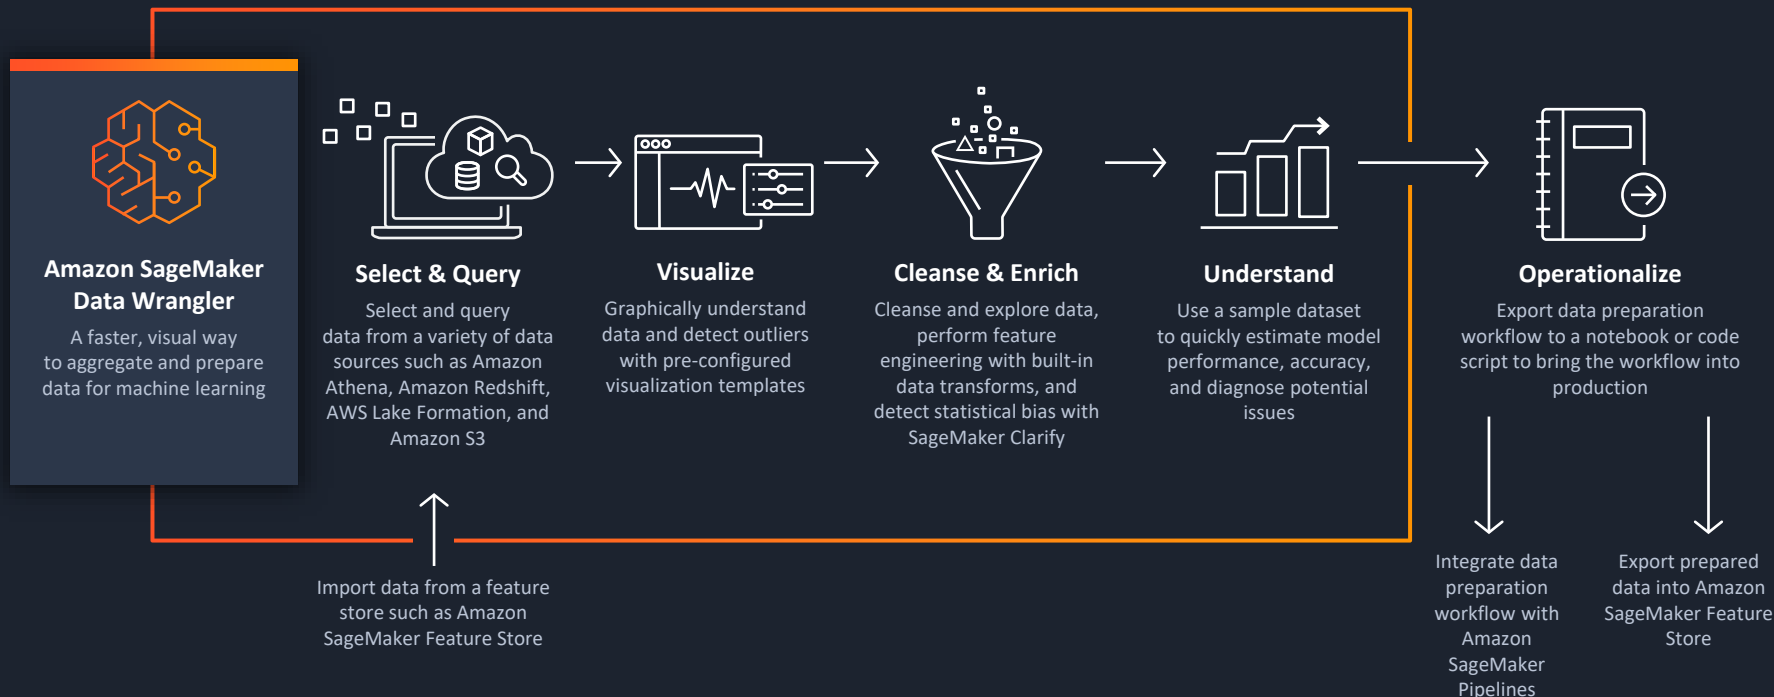 Amazon SageMaker
Data Wrangler
A faster, visual way
to aggregate and prepare
data for machine learning
Select & Query
Select and query
data from a variety of data
sources such as Amazon
Athena, Amazon Redshift,
AWS Lake Formation, and
Amazon S3
Import data from a feature
store such as Amazon
SageMaker Feature Store
Visualize
Graphically understand
data and detect outliers
with pre-configured
visualization templates
Cleanse & Enrich
Cleanse and explore data,
perform feature
engineering with built-in
data transforms, and
detect statistical bias with
SageMaker Clarify
Understand
Use a sample dataset
to quickly estimate model
performance, accuracy,
and diagnose potential
issues
Operationalize
Export data preparation
workflow to a notebook or code
script to bring the workflow into
production
Integrate data
preparation
workflow with
Amazon
SageMaker
Pipelines
Export prepared
data into Amazon
SageMaker Feature
Store